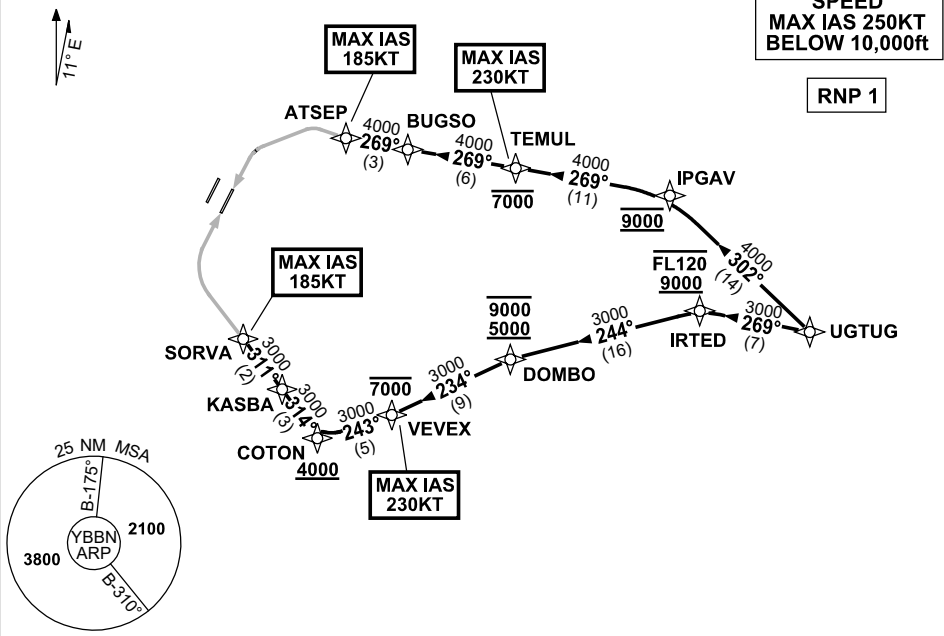 SPEED
MAX IAS 250KT
BELOW 10,000ft
RNP 1
11° E
MAX IAS
185KT
MAX IAS
230KT
ATSEP
4000
269°
(3)
BUGSO
4000
269°
(6)
TEMUL
7000
4000
269°
(11)
IPGAV
9000
4000
302°
(14)
FL120
9000
IRTED
3000
269°
(7)
UGTUG
MAX IAS
185KT
9000
5000
3000
244°
(16)
DOMBO
SORVA
3000
311°
(2)
KASBA
3000
314°
(3)
COTON
4000
3000
243°
(5)
7000
VEVEX
3000
234°
(9)
MAX IAS
230KT
25 NM MSA
B-175°
2100
YBBN
ARP
3800
B-310°